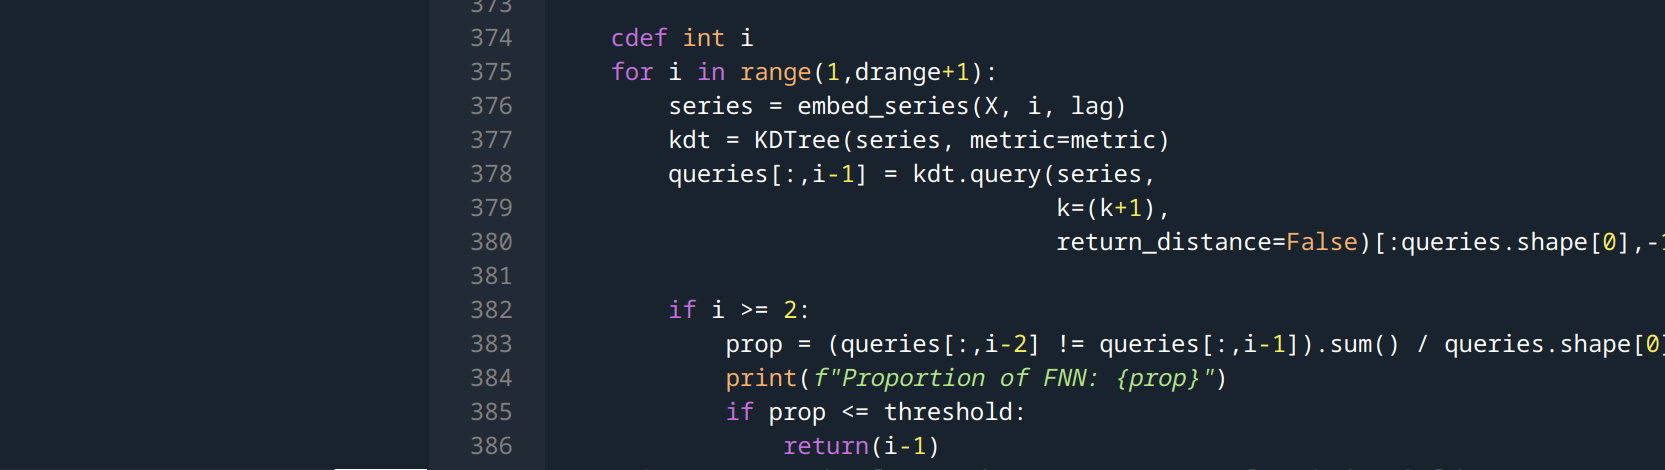 373
374 cdef int i
375 for i in range(1,drange+1):
376 series = embed_series(X, i, lag)
377 kdt = KDTree(series, metric=metric)
378 queries[:,i-1] = kdt.query(series,
379 k=(k+1),
380 return_distance=False)[:queries.shape[0],-1
381
382 if i >= 2:
383 prop = (queries[:,i-2] != queries[:,i-1]).sum() / queries.shape[0]
384 print(f"Proportion of FNN: {prop}")
385 if prop <= threshold:
386 return(i-1)